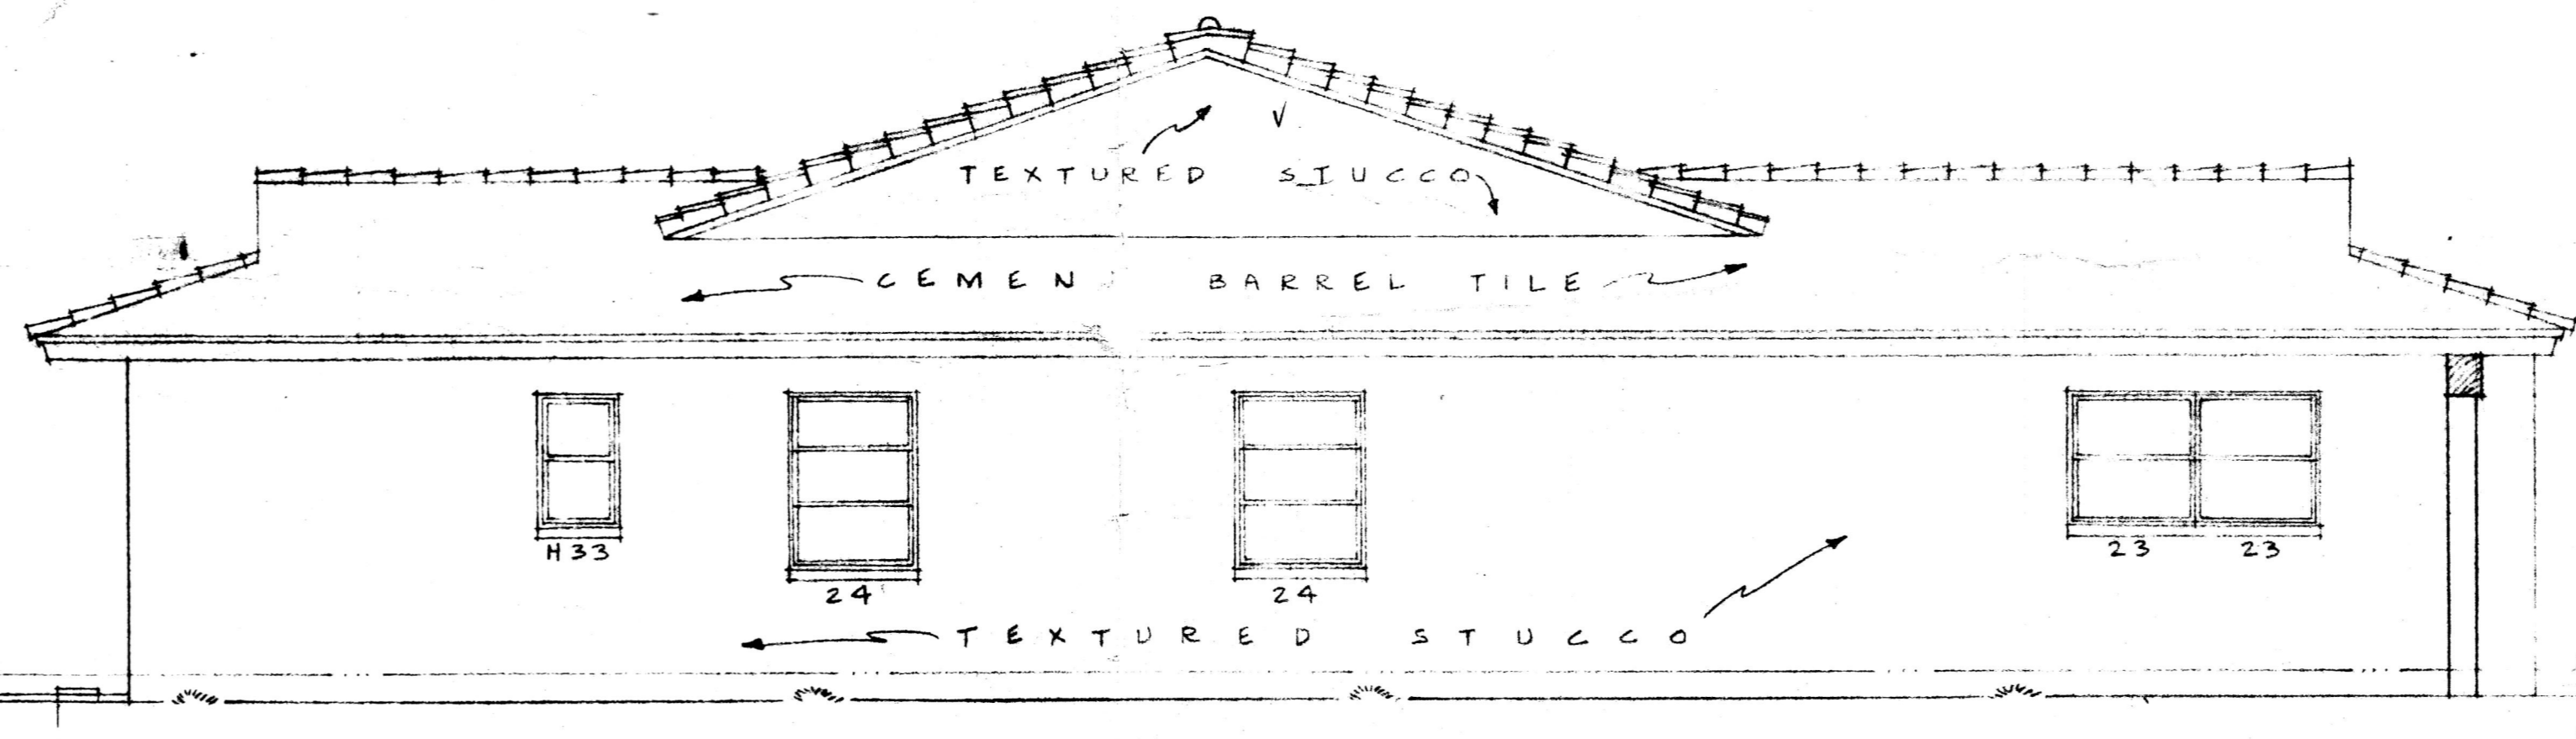 TEXTURED STUCCO
CEMEN BARREL TILE
H33
24
24
23 23
TEXTURED STUCCO